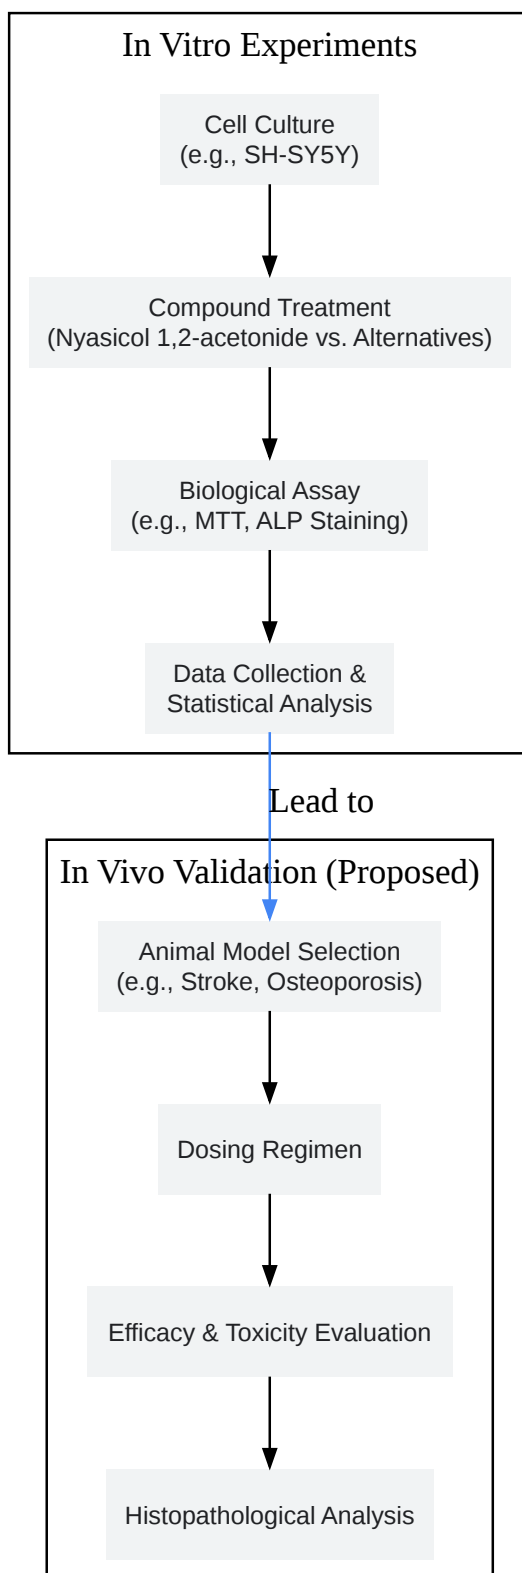 In Vitro Experiments
Cell Culture
(e.g., SH-SY5Y)
Compound Treatment
(Nyasicol 1,2-acetonide vs. Alternatives)
Biological Assay
(e.g., MTT, ALP Staining)
Data Collection &
Statistical Analysis
Lead to
In Vivo Validation (Proposed)
Animal Model Selection
(e.g., Stroke, Osteoporosis)
Dosing Regimen
Efficacy & Toxicity Evaluation
Histopathological Analysis